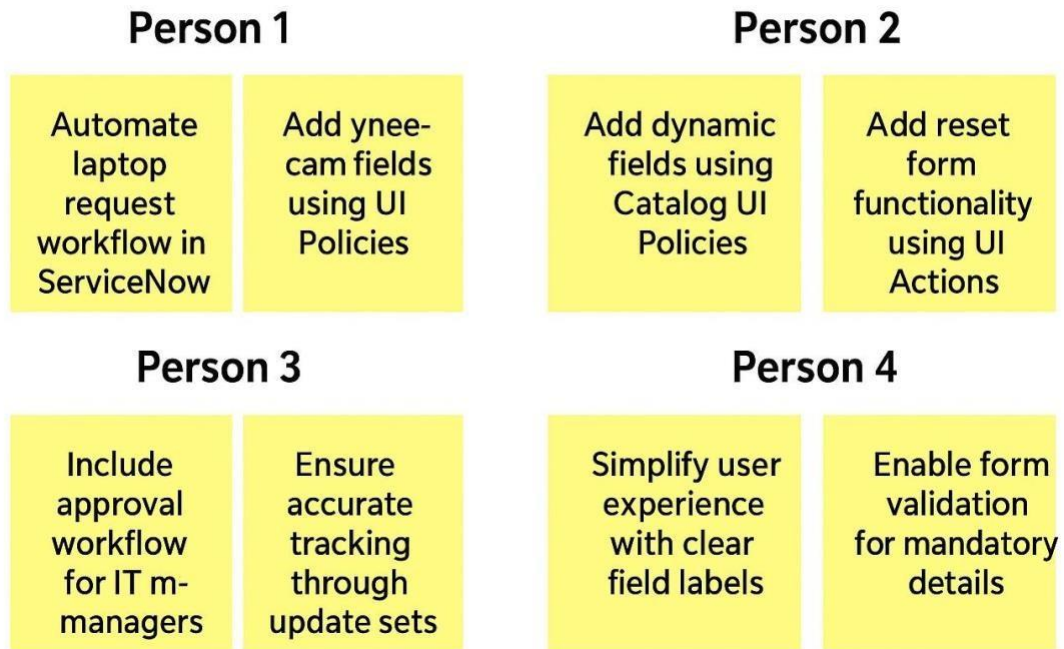 Person 1
Automate
laptop
request
workflow in
ServiceNow
Add ynee-
cam fields
using UI
Policies
Person 2
Add dynamic
fields using
Catalog UI
Policies
Add reset
form
functionality
using UI
Actions
Person 3
Include
approval
workflow
for IT m-
managers
Ensure
accurate
tracking
through
update sets
Person 4
Simplify user
experience
with clear
field labels
Enable form
validation
for mandatory
details